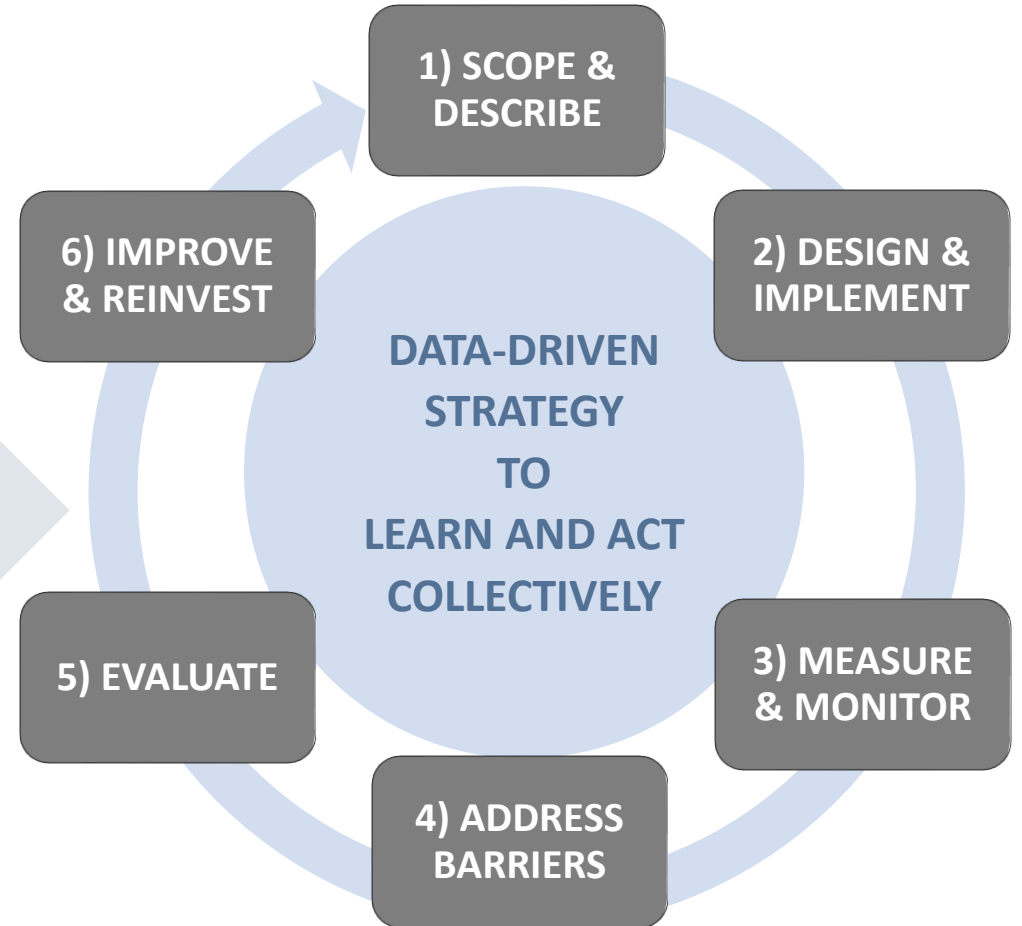 1) SCOPE &
DESCRIBE
2) DESIGN &
IMPLEMENT
3) MEASURE
& MONITOR
4) ADDRESS
BARRIERS
5) EVALUATE
6) IMPROVE
& REINVEST
DATA-DRIVEN
STRATEGY
TO
LEARN AND ACT
COLLECTIVELY